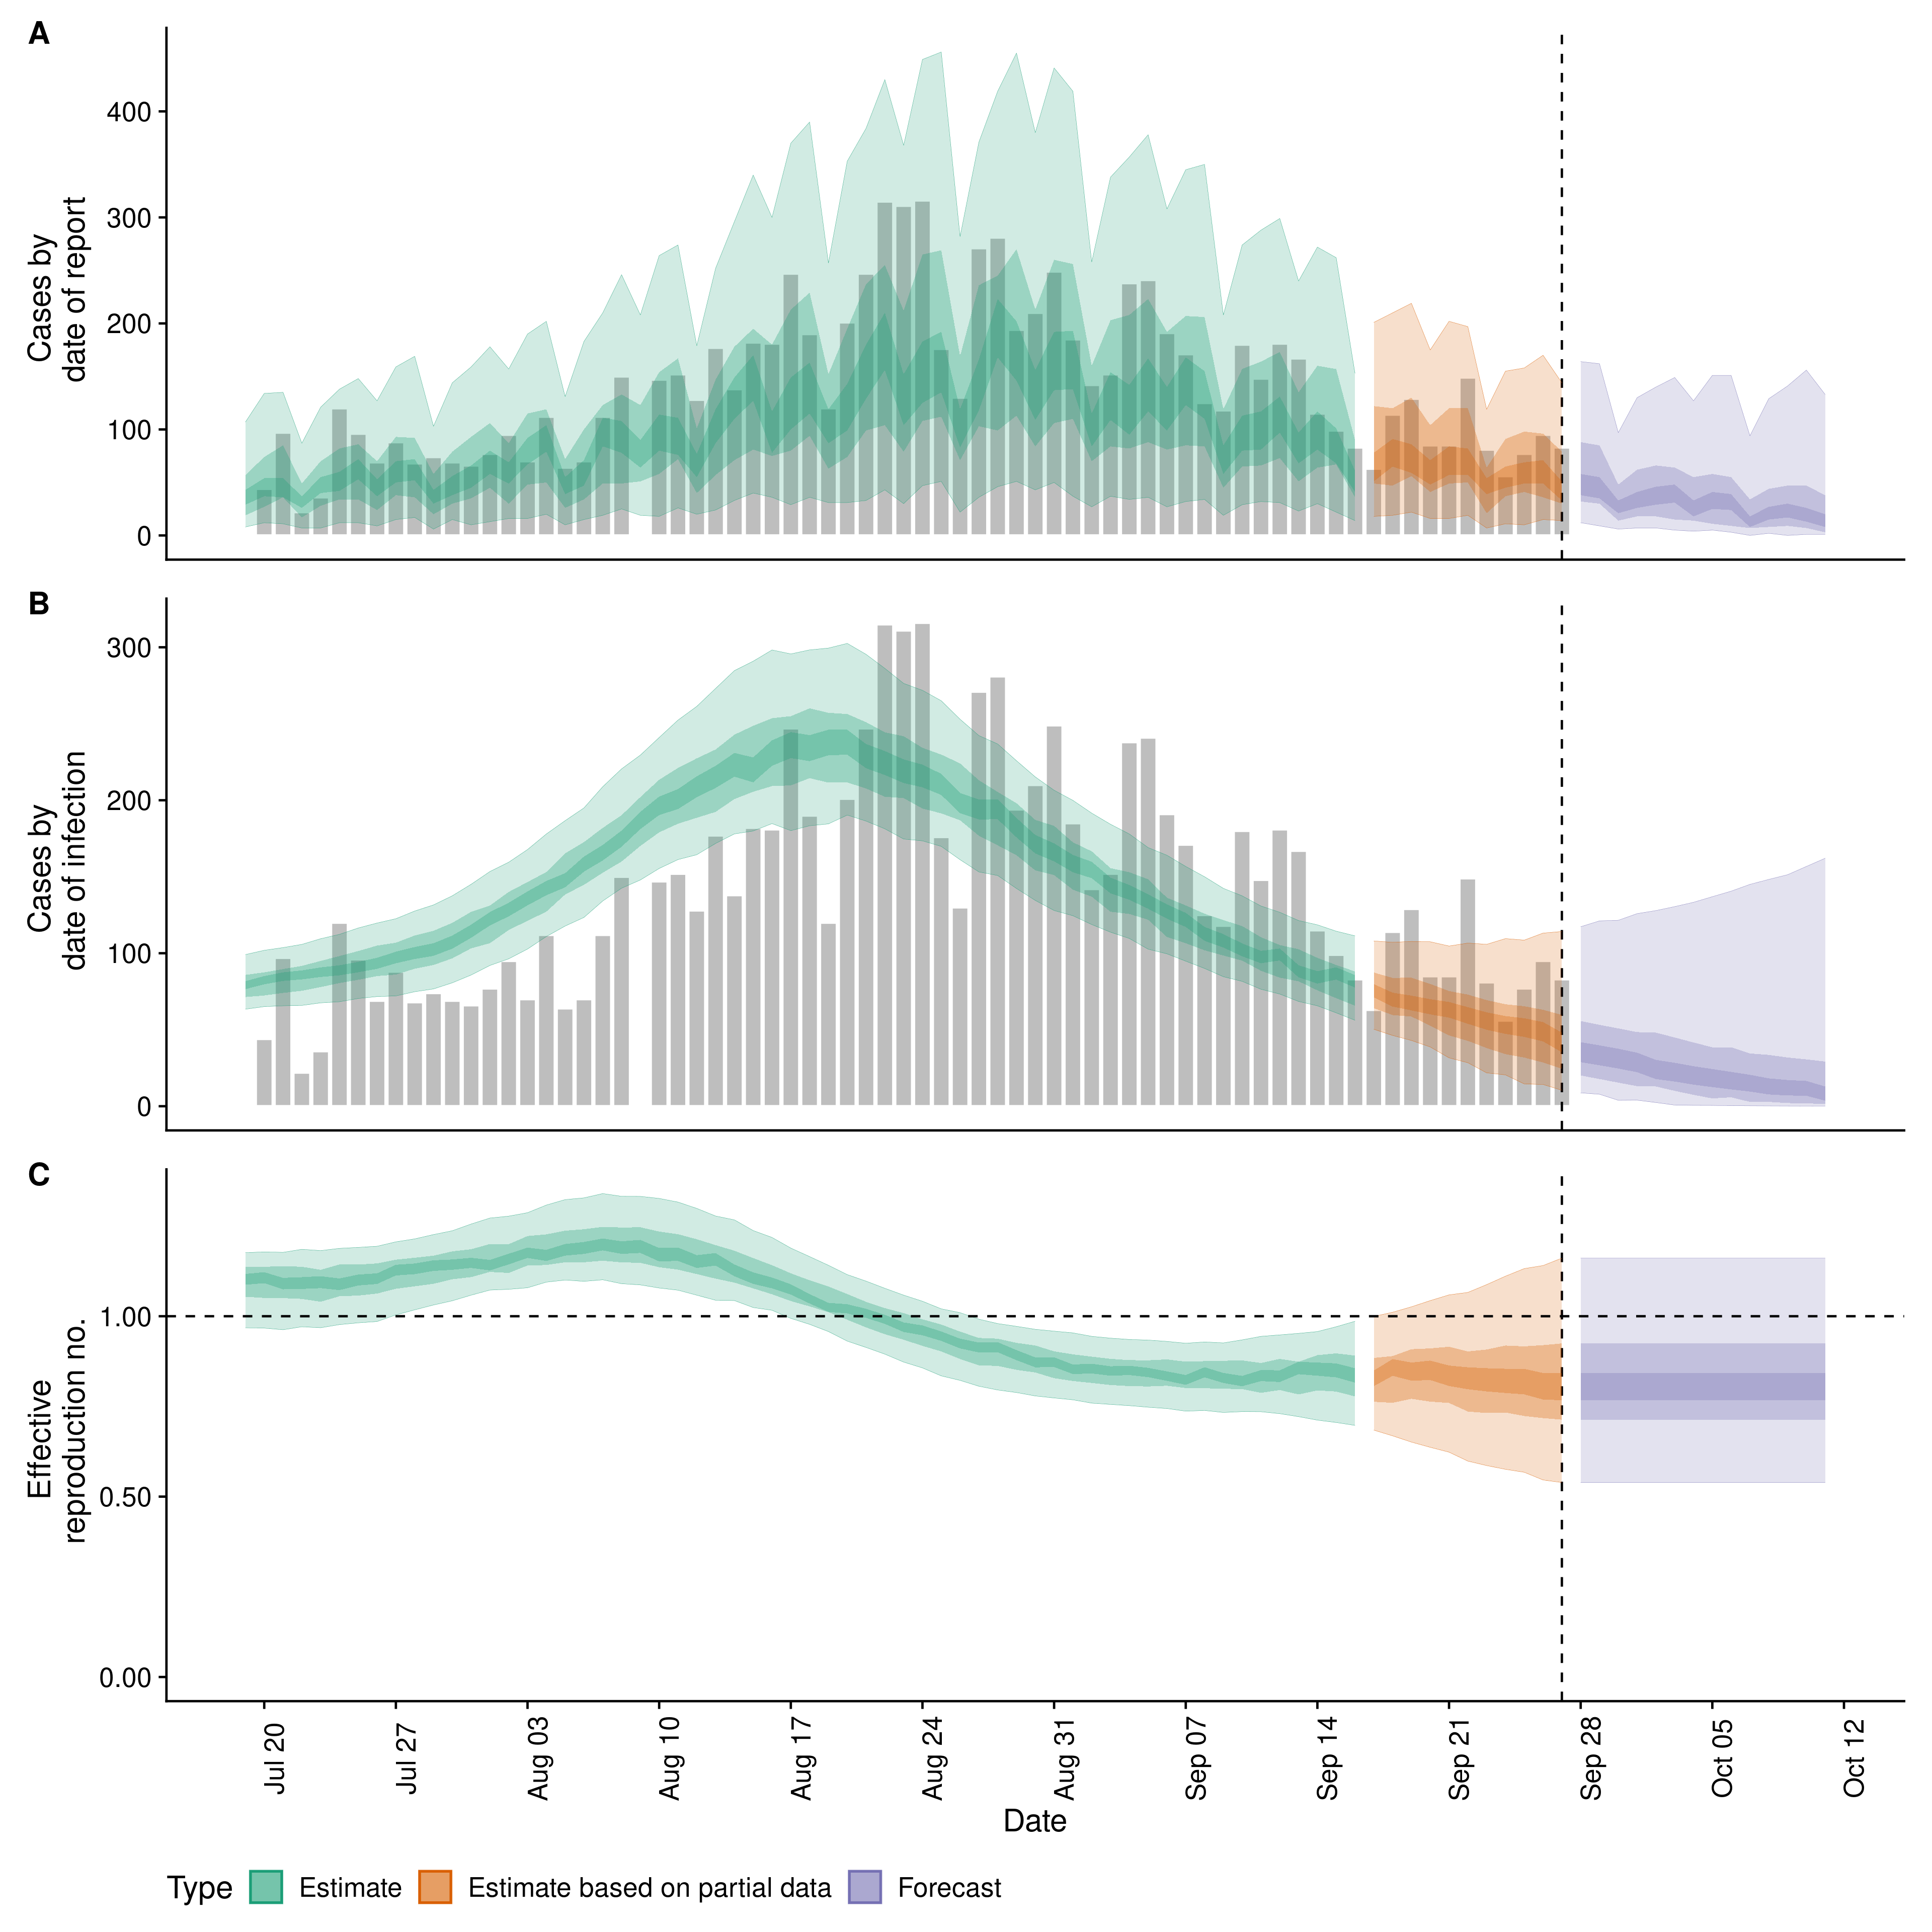 A
Cases by
date of report
400
300
200
100
0
B
Cases by
date of infection
300
200
100
0
C
Effective
reproduction no.
1.00
0.50
0.00
Jul 20
Jul 27
Aug 03
Aug 10
Aug 17
Aug 24
Aug 31
Sep 07
Sep 14
Sep 21
Sep 28
Oct 05
Oct 12
Date
Type Estimate Estimate based on partial data Forecast